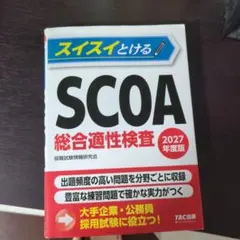 スイスイとける!
SCOA
総合適性検査
2027
年度版
就職試験情報研究会
出題頻度の高い問題を分野ごとに収録
豊富な練習問題で確かな実力がつく
大手企業・公務員
採用試験に役立つ!
TAC出版